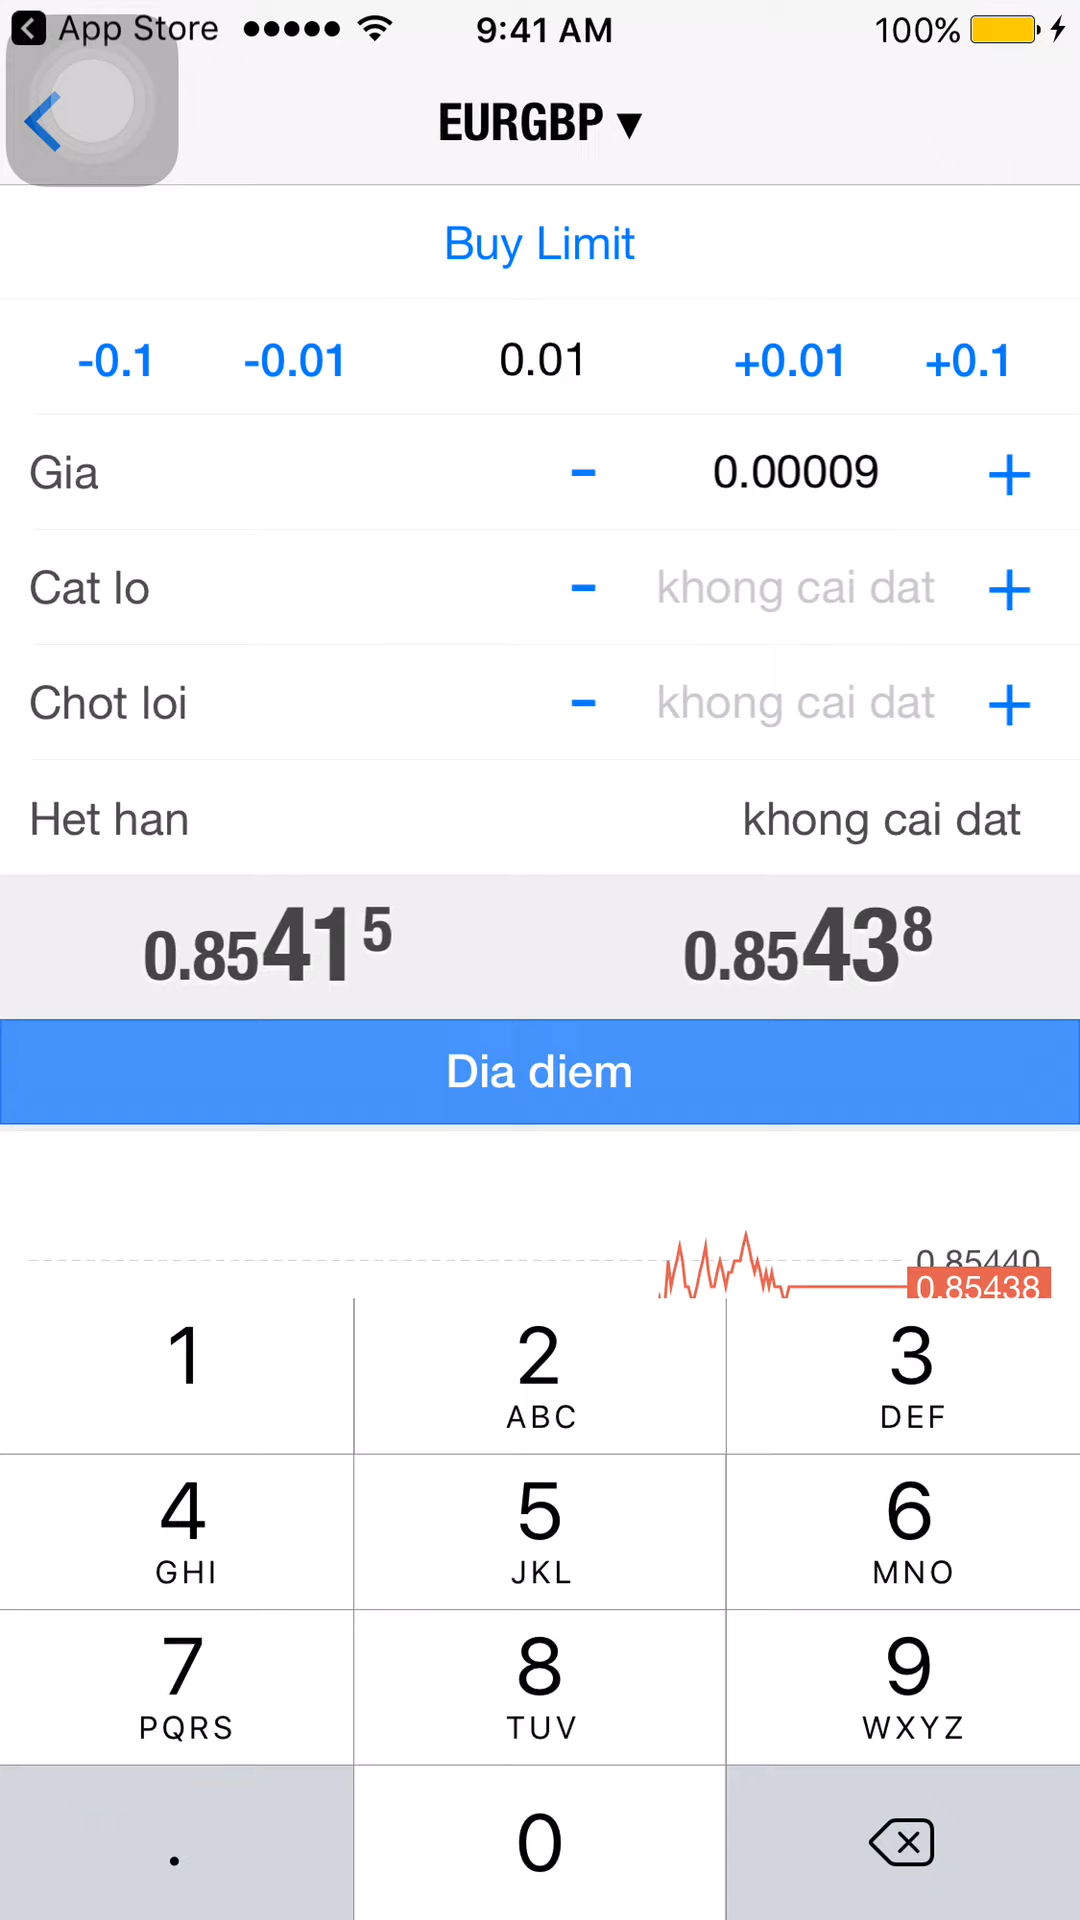 App Store 9:41 AM 100%
EURGBP ▼
Buy Limit
-0.1 -0.01 0.01 +0.01 +0.1
Gia - 0.00009 +
Cat lo - khong cai dat +
Chot loi - khong cai dat +
Het han khong cai dat
0.85415 0.85438
Dia diem
0.85440
0.85438
1 2 3
ABC DEF
4 5 6
GHI JKL MNO
7 8 9
PQRS TUV WXYZ
. 0